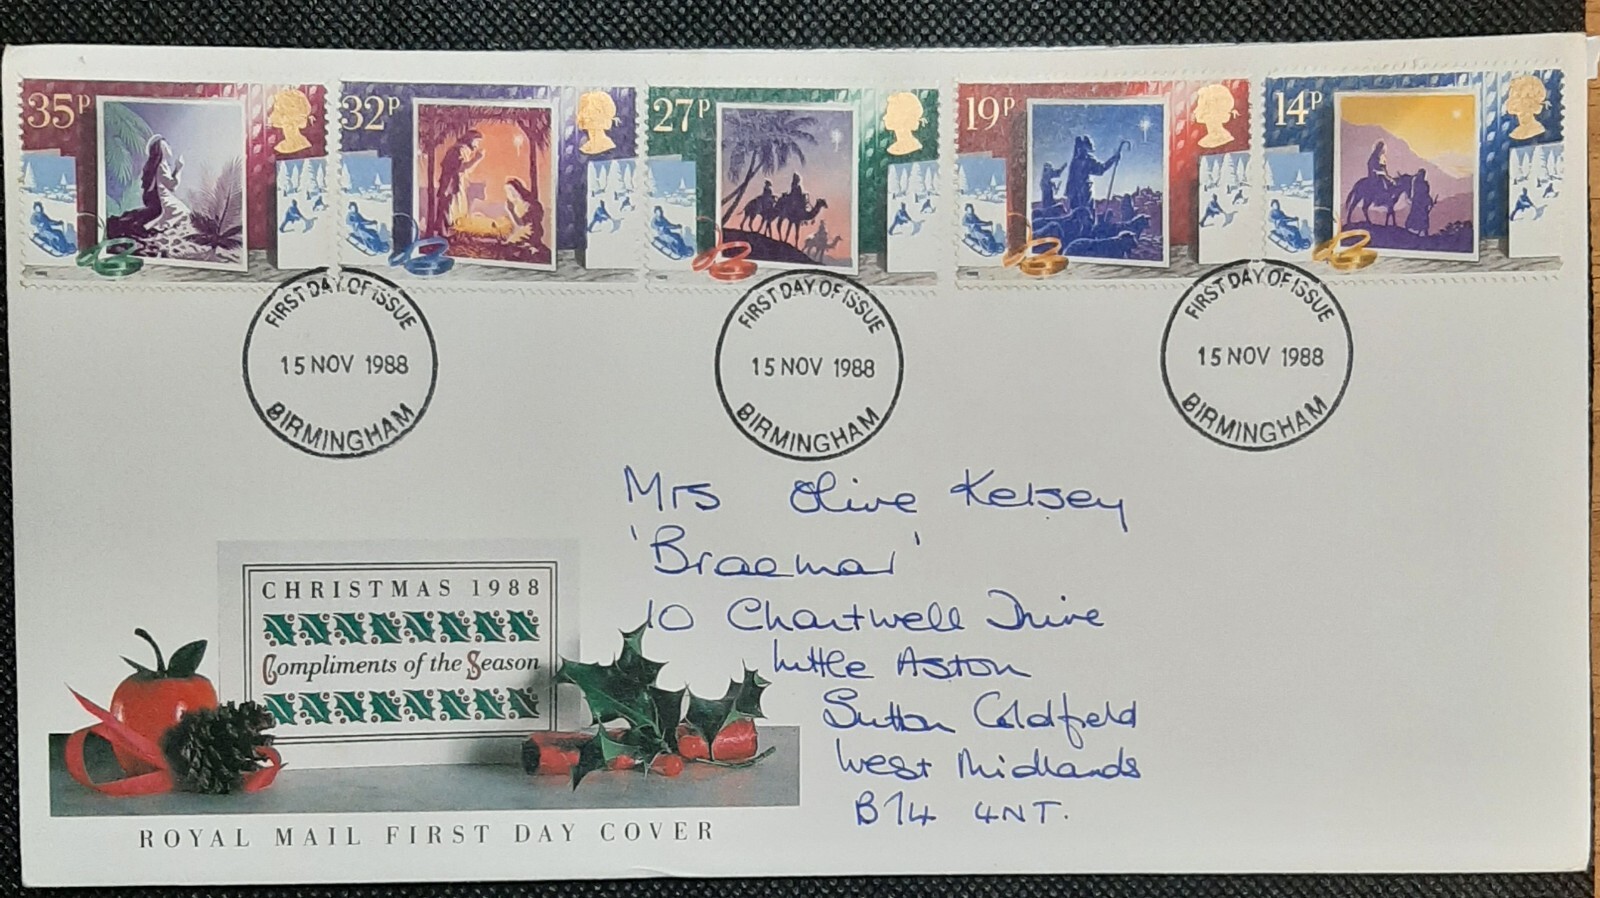 35P
32P
27P
19P
14P
FIRST DAY OF ISSUE
15 NOV 1988
BIRMINGHAM
FIRST DAY OF ISSUE
15 NOV 1988
BIRMINGHAM
FIRST DAY OF ISSUE
15 NOV 1988
BIRMINGHAM
Mrs Olive Kelsey
'Braemar'
10 Chartwell Drive
Little Aston
Sutton Coldfield
West Midlands
B74 4NT.
CHRISTMAS 1988
Compliments of the Season
ROYAL MAIL FIRST DAY COVER